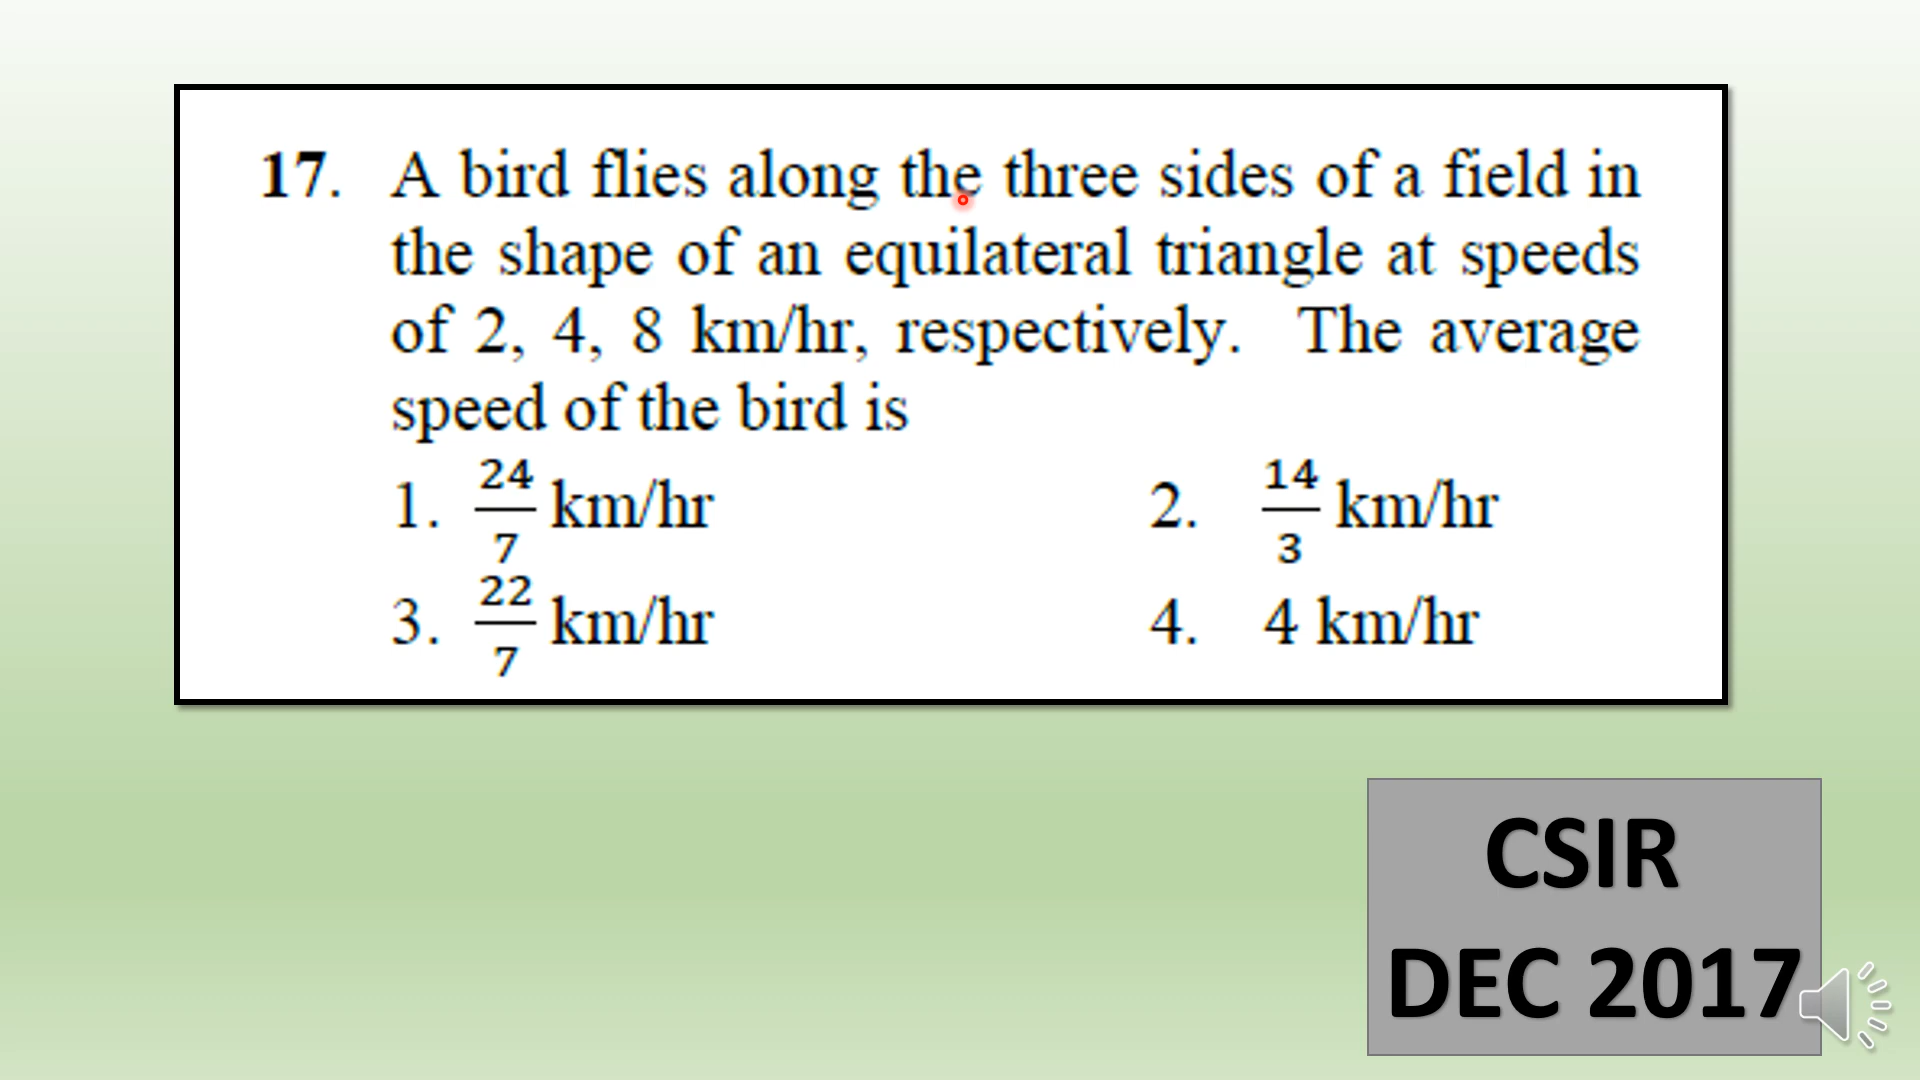 17. A bird flies along the three sides of a field in
the shape of an equilateral triangle at speeds
of 2, 4, 8 km/hr, respectively. The average
speed of the bird is
1. 24/7 km/hr 2. 14/3 km/hr
3. 22/7 km/hr 4. 4 km/hr
CSIR
DEC 2017